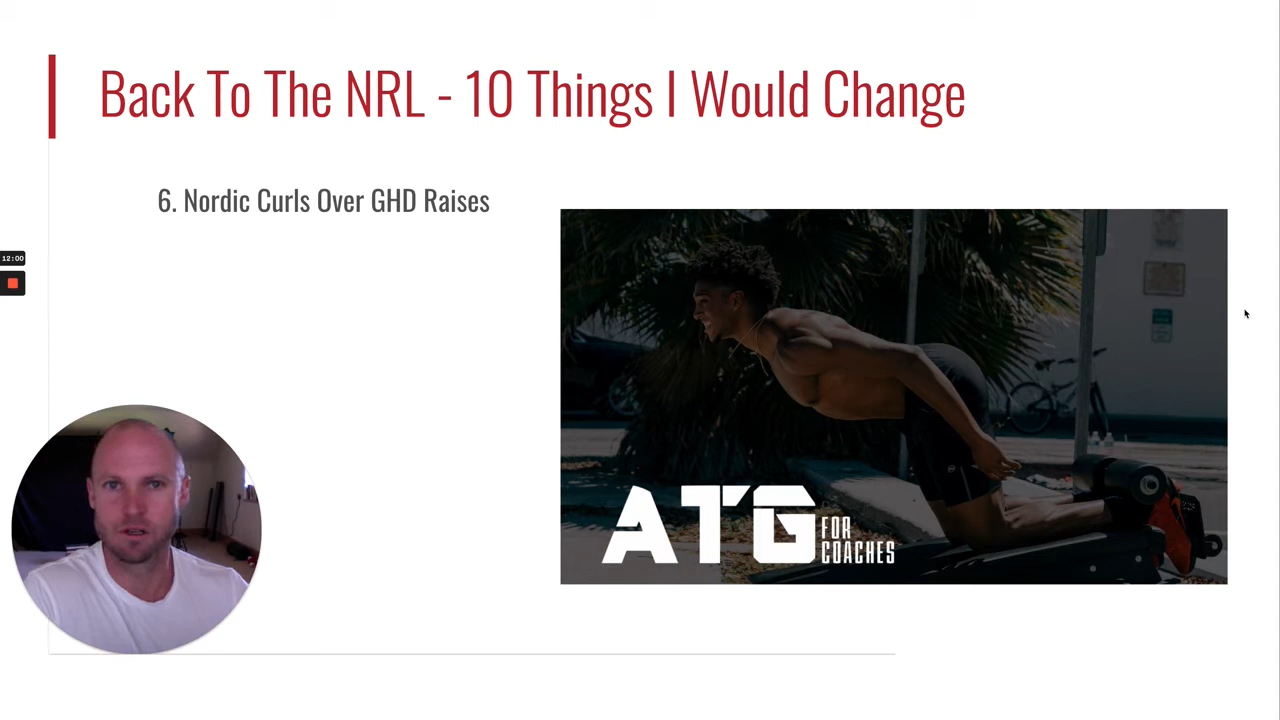 Back To The NRL - 10 Things I Would Change
6. Nordic Curls Over GHD Raises
12:00
ATG
FOR
COACHES